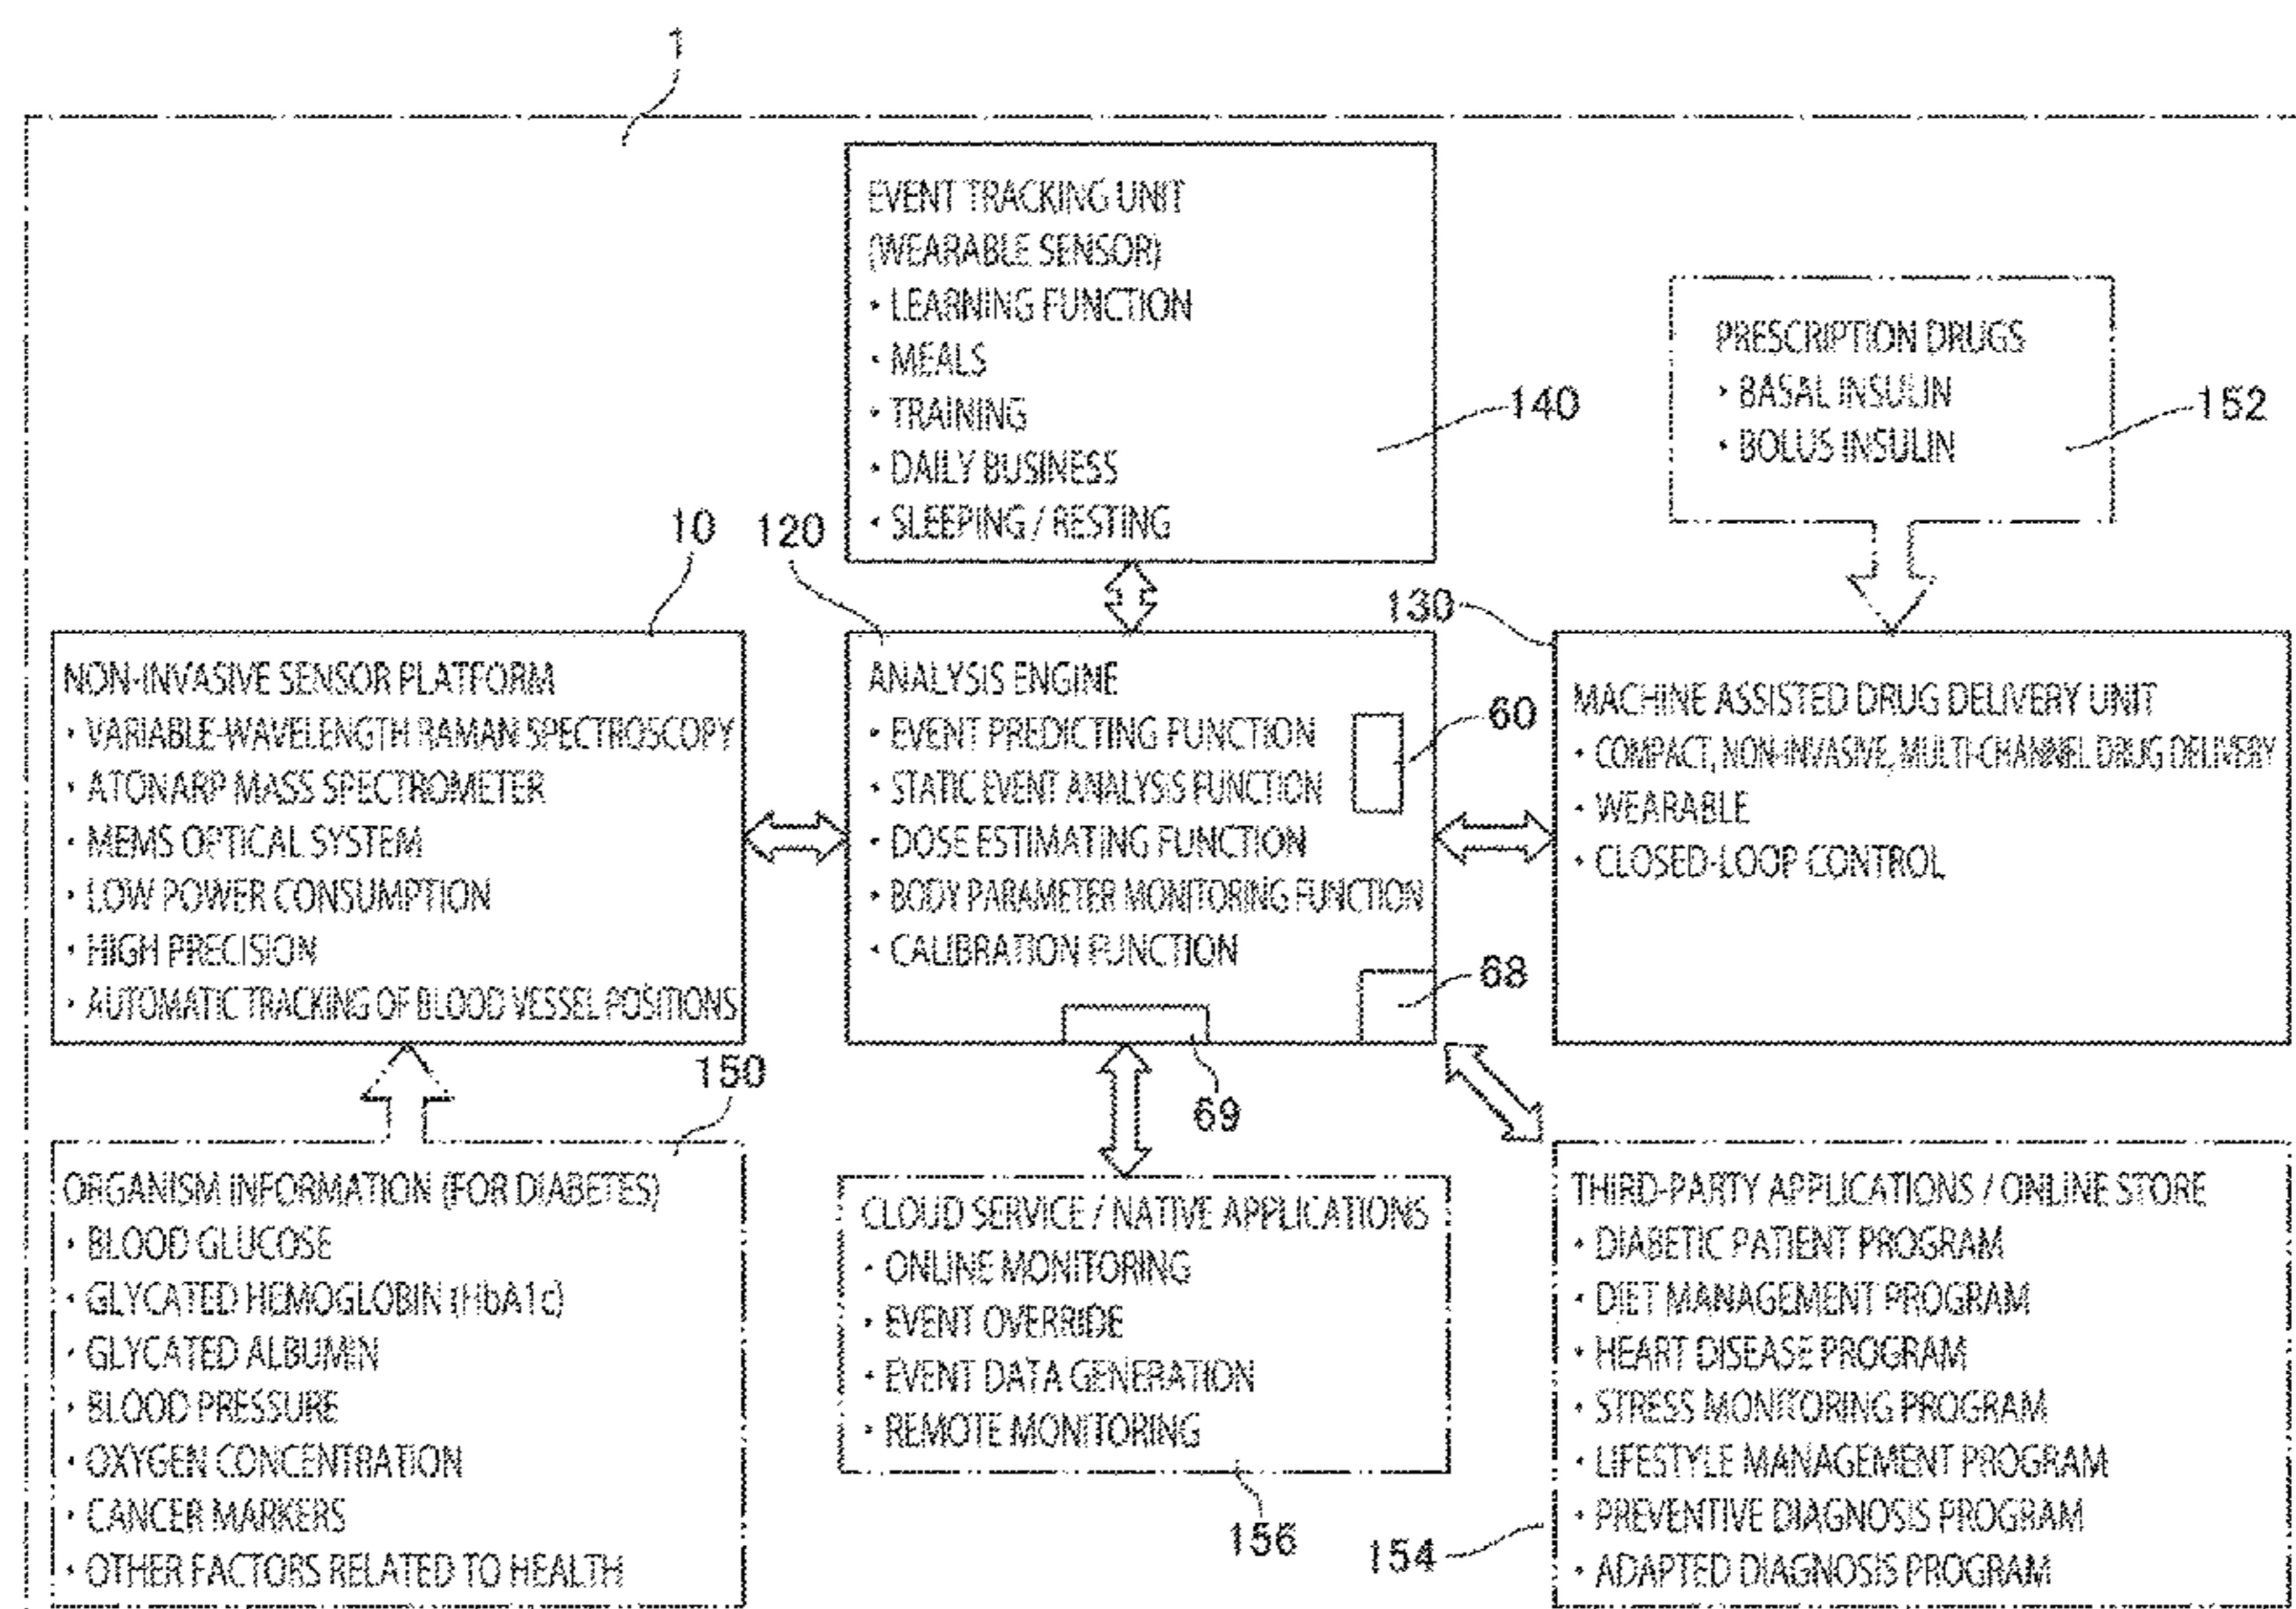 1
EVENT TRACKING UNIT
(WEARABLE SENSOR)
・LEARNING FUNCTION
・MEALS
・TRAINING
・DAILY BUSINESS
・SLEEPING / RESTING
140
PRESCRIPTION DRUGS
・BASAL INSULIN
・BOLUS INSULIN
152
10
120
130
NON-INVASIVE SENSOR PLATFORM
・VARIABLE-WAVELENGTH RAMAN SPECTROSCOPY
・ATONARP MASS SPECTROMETER
・MEMS OPTICAL SYSTEM
・LOW POWER CONSUMPTION
・HIGH PRECISION
・AUTOMATIC TRACKING OF BLOOD VESSEL POSITIONS
ANALYSIS ENGINE
・EVENT PREDICTING FUNCTION
・STATIC EVENT ANALYSIS FUNCTION
・DOSE ESTIMATING FUNCTION
・BODY PARAMETER MONITORING FUNCTION
・CALIBRATION FUNCTION
60
68
69
MACHINE ASSISTED DRUG DELIVERY UNIT
・COMPACT, NON-INVASIVE, MULTI-CHANNEL DRUG DELIVERY
・WEARABLE
・CLOSED-LOOP CONTROL
150
ORGANISM INFORMATION (FOR DIABETES)
・BLOOD GLUCOSE
・GLYCATED HEMOGLOBIN (HbA1c)
・GLYCATED ALBUMIN
・BLOOD PRESSURE
・OXYGEN CONCENTRATION
・CANCER MARKERS
・OTHER FACTORS RELATED TO HEALTH
CLOUD SERVICE / NATIVE APPLICATIONS
・ONLINE MONITORING
・EVENT OVERRIDE
・EVENT DATA GENERATION
・REMOTE MONITORING
156
THIRD-PARTY APPLICATIONS / ONLINE STORE
・DIABETIC PATIENT PROGRAM
・DIET MANAGEMENT PROGRAM
・HEART DISEASE PROGRAM
・STRESS MONITORING PROGRAM
・LIFESTYLE MANAGEMENT PROGRAM
・PREVENTIVE DIAGNOSIS PROGRAM
・ADAPTED DIAGNOSIS PROGRAM
154